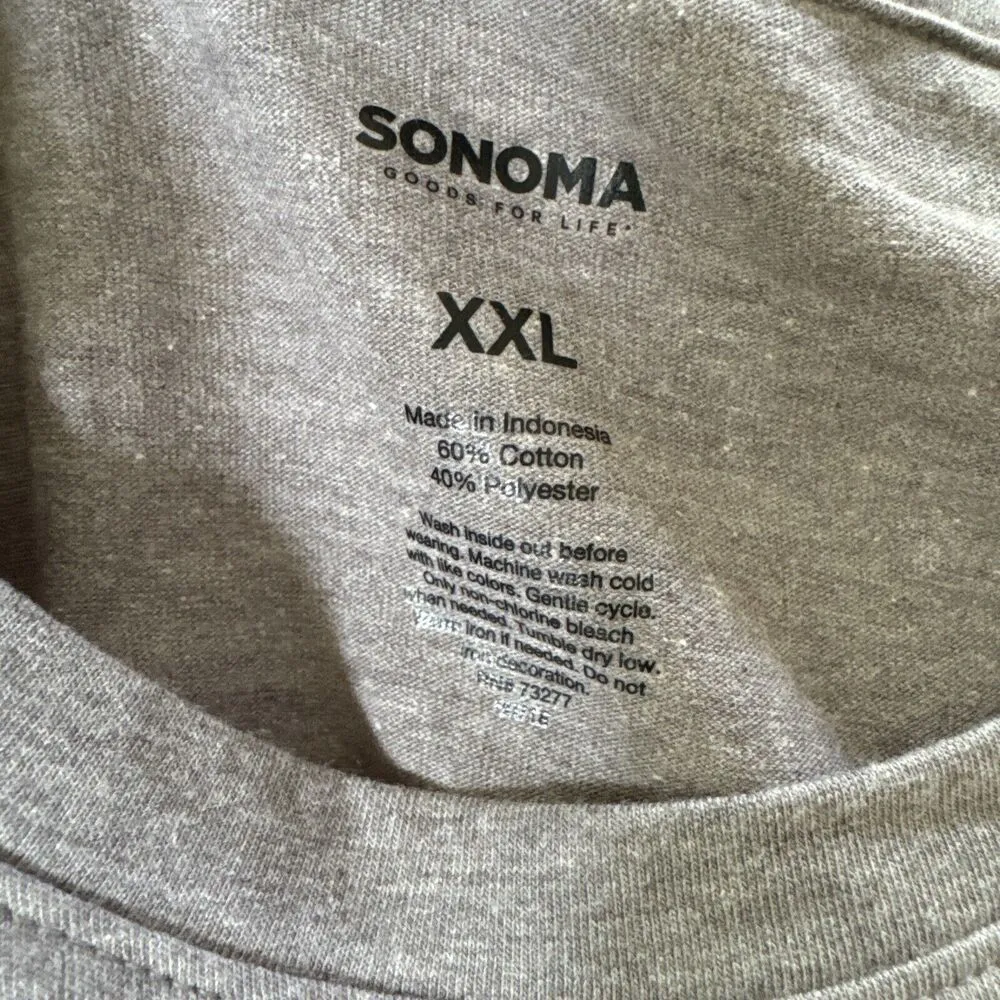 SONOMA
GOODS FOR LIFE
XXL
Made in Indonesia
60% Cotton
40% Polyester
Wash inside out before
wearing. Machine wash cold
with like colors. Gentle cycle.
Only non-chlorine bleach
when needed. Tumble dry low.
Warm iron if needed. Do not
iron decoration.
RN# 73277